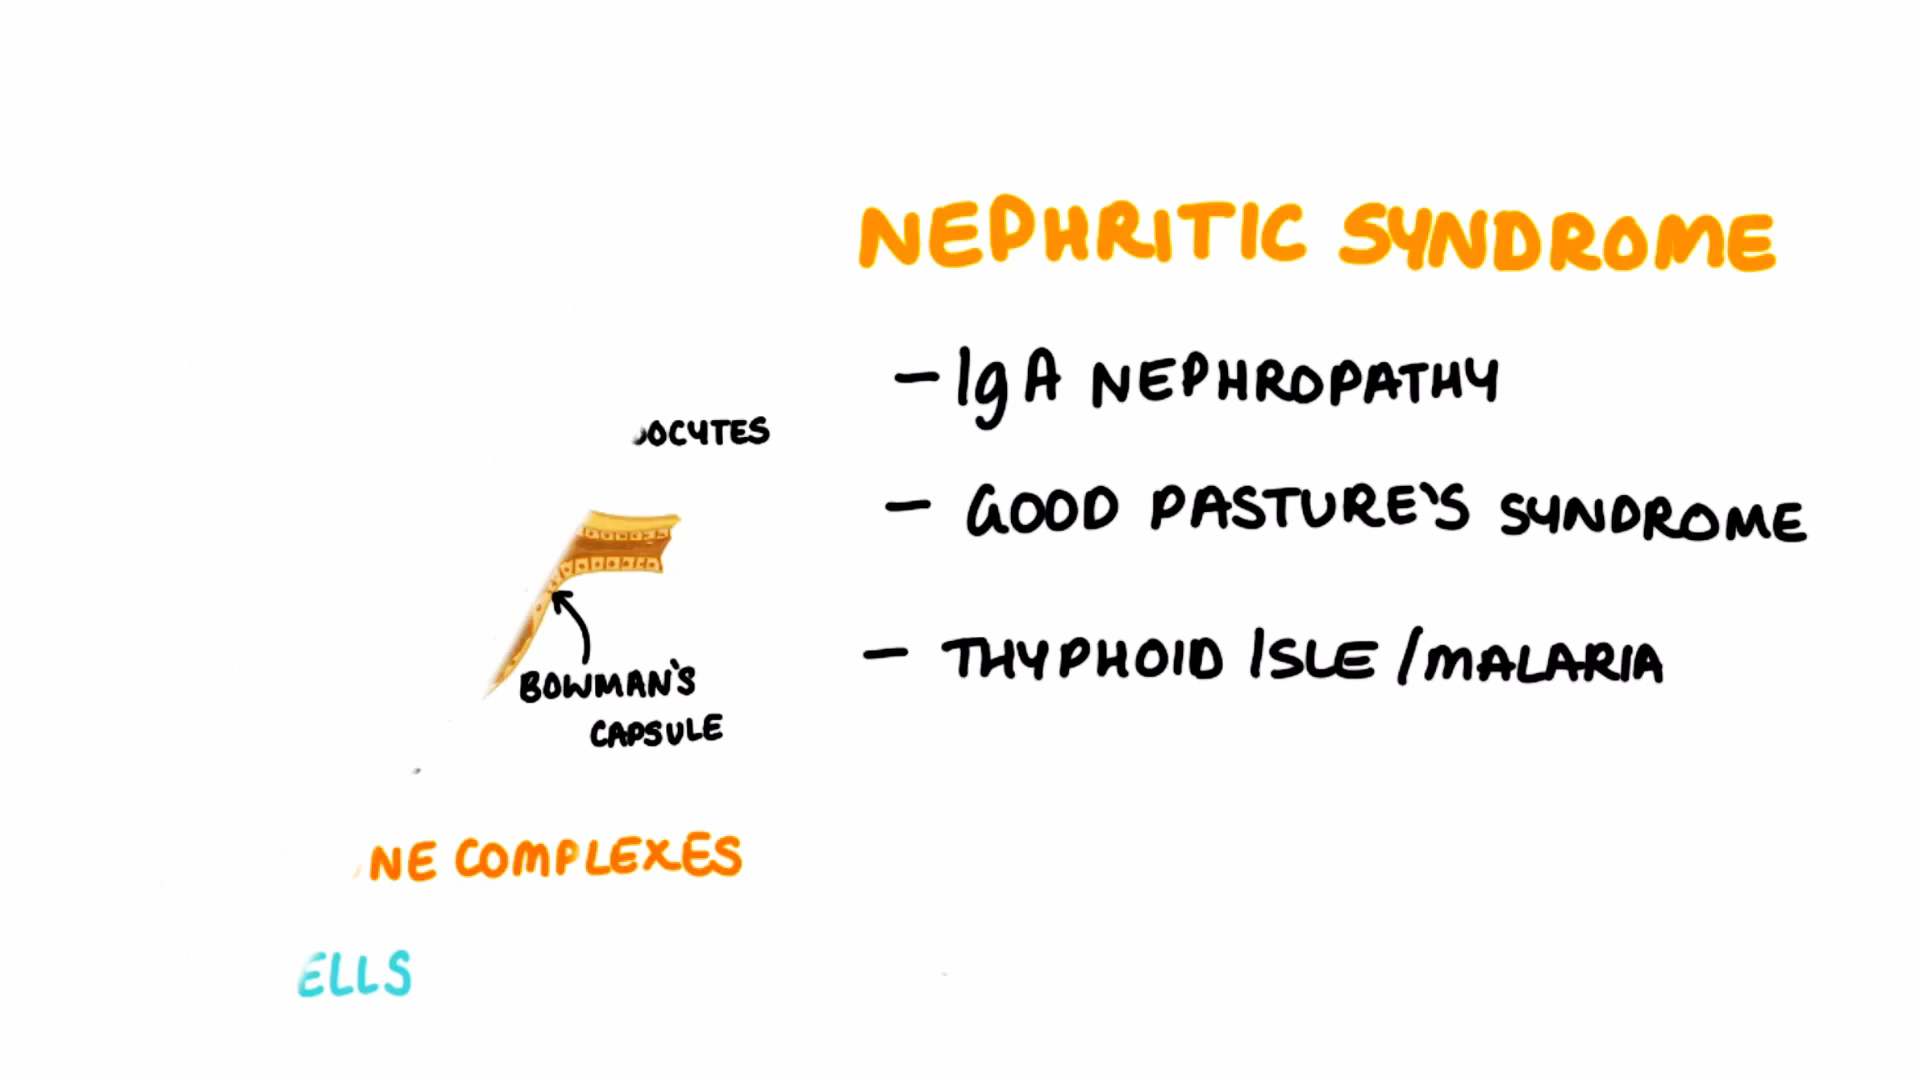 NEPHRITIC SYNDROME
- IgA NEPHROPATHY
OCYTES
- GOOD PASTURE'S SYNDROME
- THYPHOID ISLE / MALARIA
BOWMAN'S
CAPSULE
NE COMPLEXES
ELLS